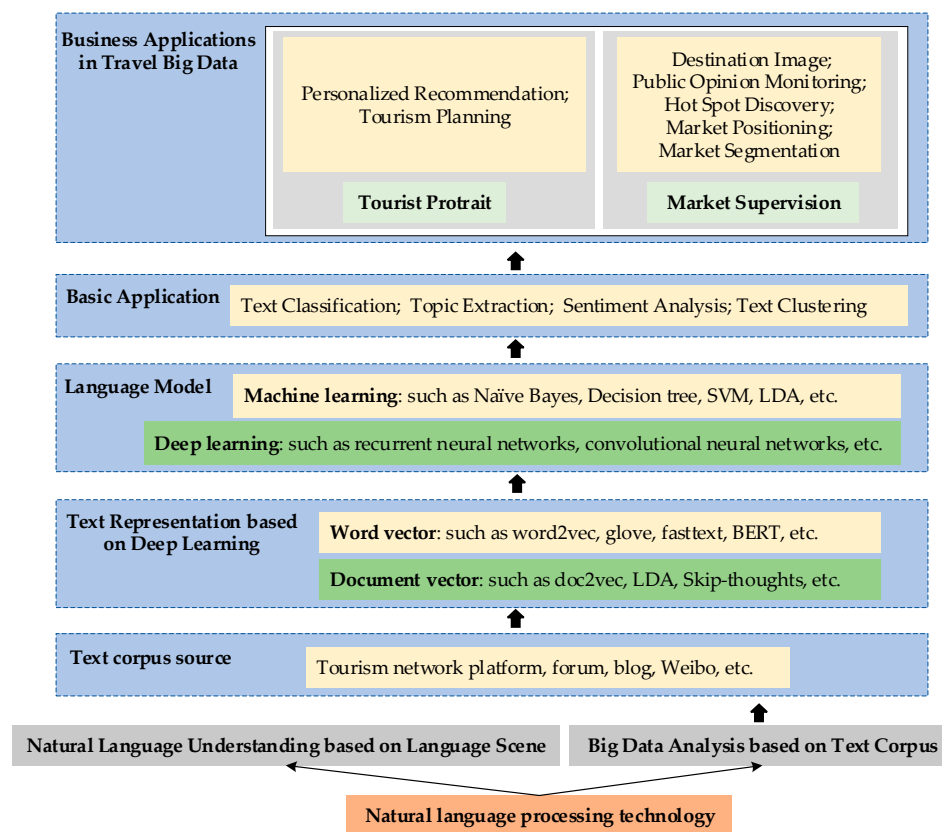 Business Applications
in Travel Big Data
Personalized Recommendation;
Tourism Planning
Tourist Protrait
Destination Image;
Public Opinion Monitoring;
Hot Spot Discovery;
Market Positioning;
Market Segmentation
Market Supervision
Basic Application
Text Classification; Topic Extraction; Sentiment Analysis; Text Clustering
Language Model
Machine learning: such as Naïve Bayes, Decision tree, SVM, LDA, etc.
Deep learning: such as recurrent neural networks, convolutional neural networks, etc.
Text Representation based
on Deep Learning
Word vector: such as word2vec, glove, fasttext, BERT, etc.
Document vector: such as doc2vec, LDA, Skip-thoughts, etc.
Text corpus source
Tourism network platform, forum, blog, Weibo, etc.
Natural Language Understanding based on Language Scene
Big Data Analysis based on Text Corpus
Natural language processing technology